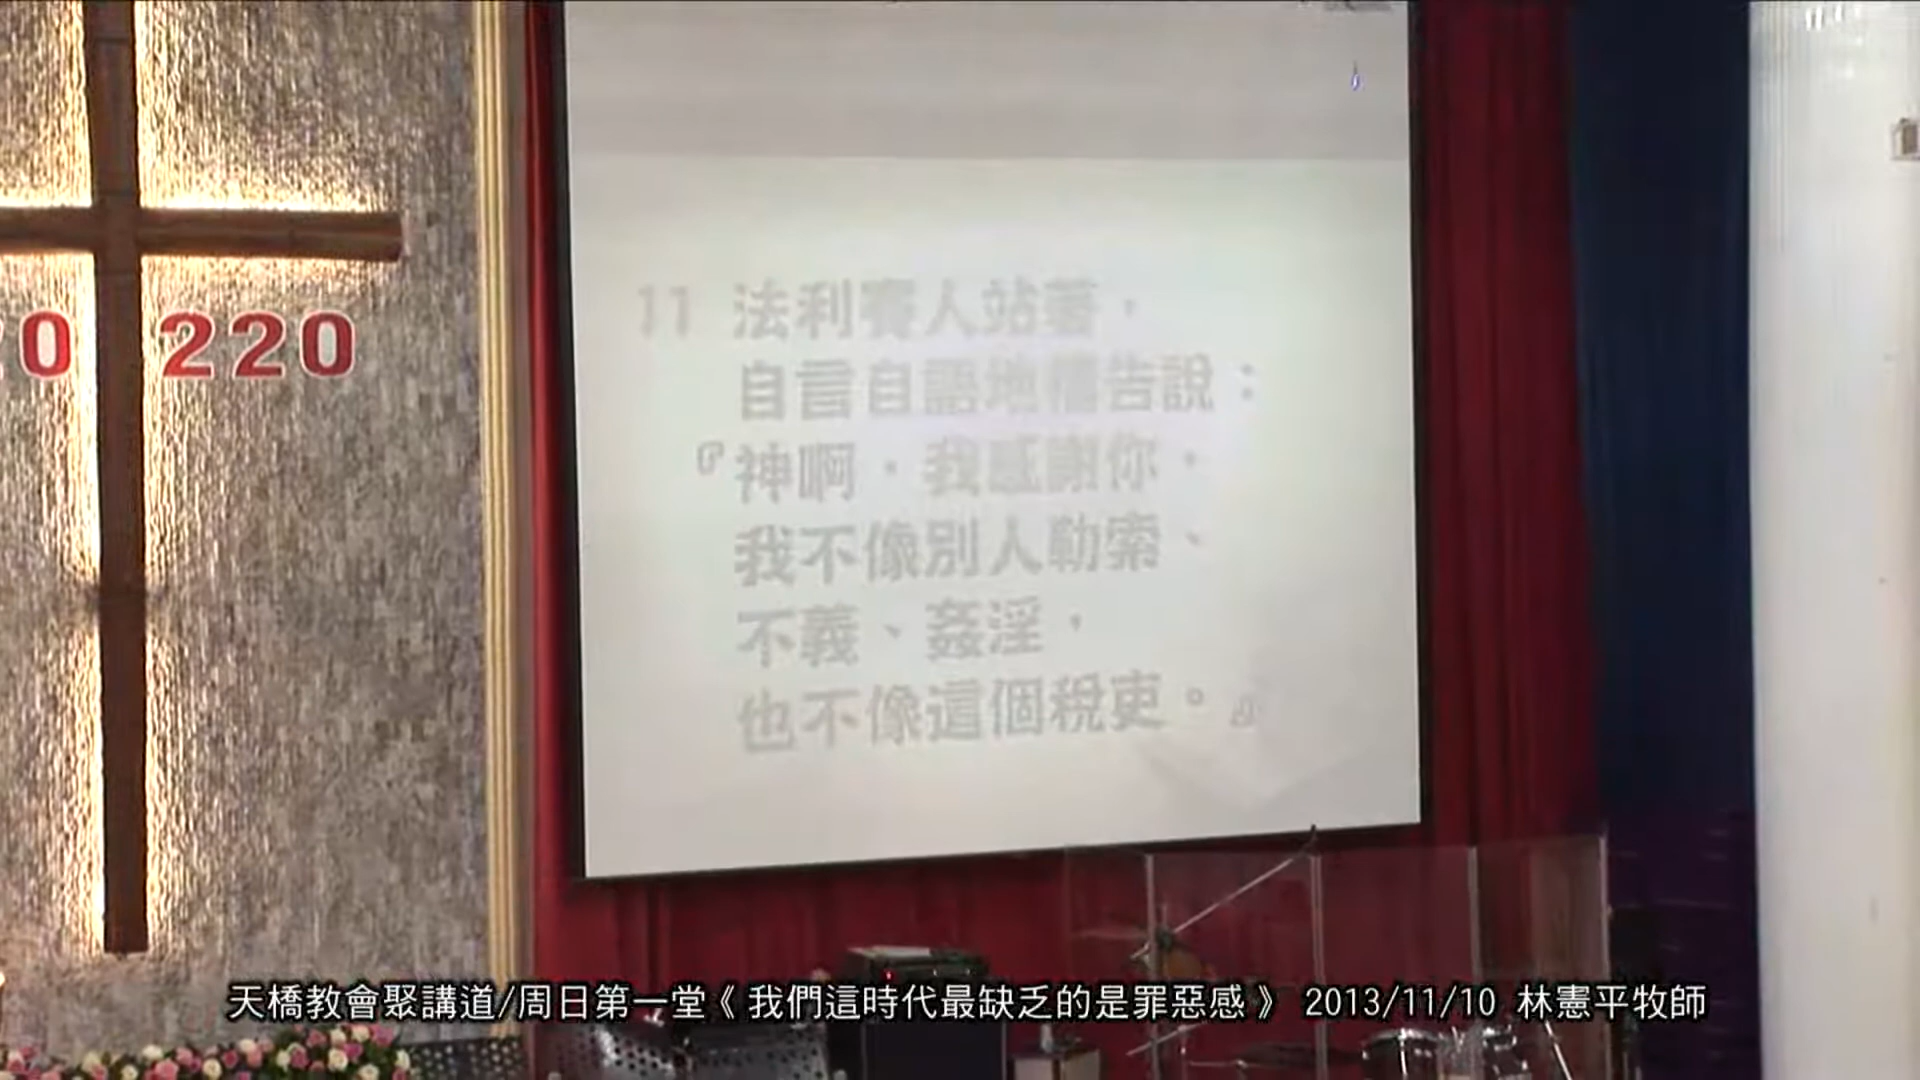 0 220
11 法利賽人站著，
自言自語地禱告說：
『神啊，我感謝你，
我不像別人勒索、
不義、姦淫，
也不像這個稅吏。』
天橋教會聚講道/周日第一堂《我們這時代最缺乏的是罪惡感》 2013/11/10 林憲平牧師